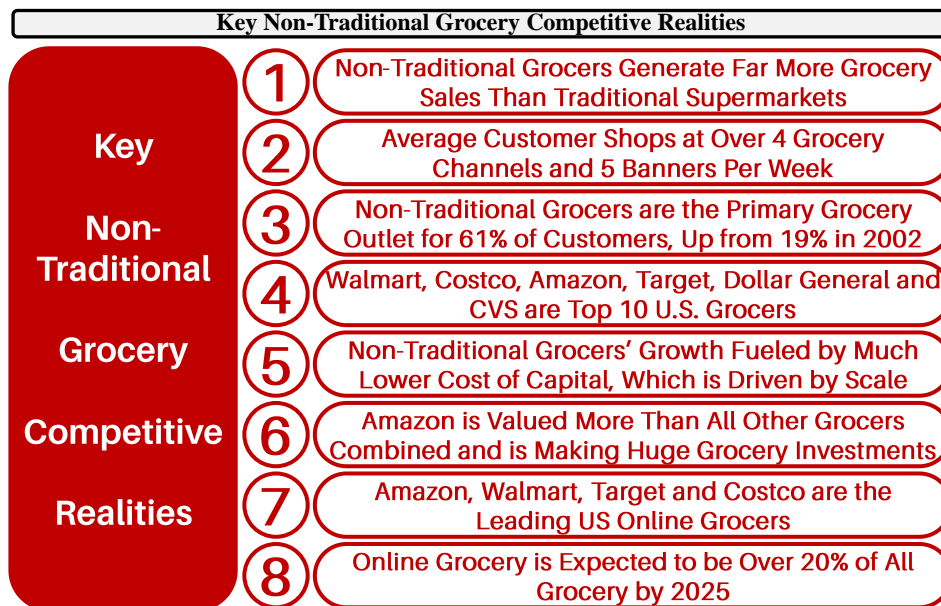 Key Non-Traditional Grocery Competitive Realities
Key
Non-
Traditional
Grocery
Competitive
Realities
1
Non-Traditional Grocers Generate Far More Grocery
Sales Than Traditional Supermarkets
2
Average Customer Shops at Over 4 Grocery
Channels and 5 Banners Per Week
3
Non-Traditional Grocers are the Primary Grocery
Outlet for 61% of Customers, Up from 19% in 2002
4
Walmart, Costco, Amazon, Target, Dollar General and
CVS are Top 10 U.S. Grocers
5
Non-Traditional Grocers’ Growth Fueled by Much
Lower Cost of Capital, Which is Driven by Scale
6
Amazon is Valued More Than All Other Grocers
Combined and is Making Huge Grocery Investments
7
Amazon, Walmart, Target and Costco are the
Leading US Online Grocers
8
Online Grocery is Expected to be Over 20% of All
Grocery by 2025